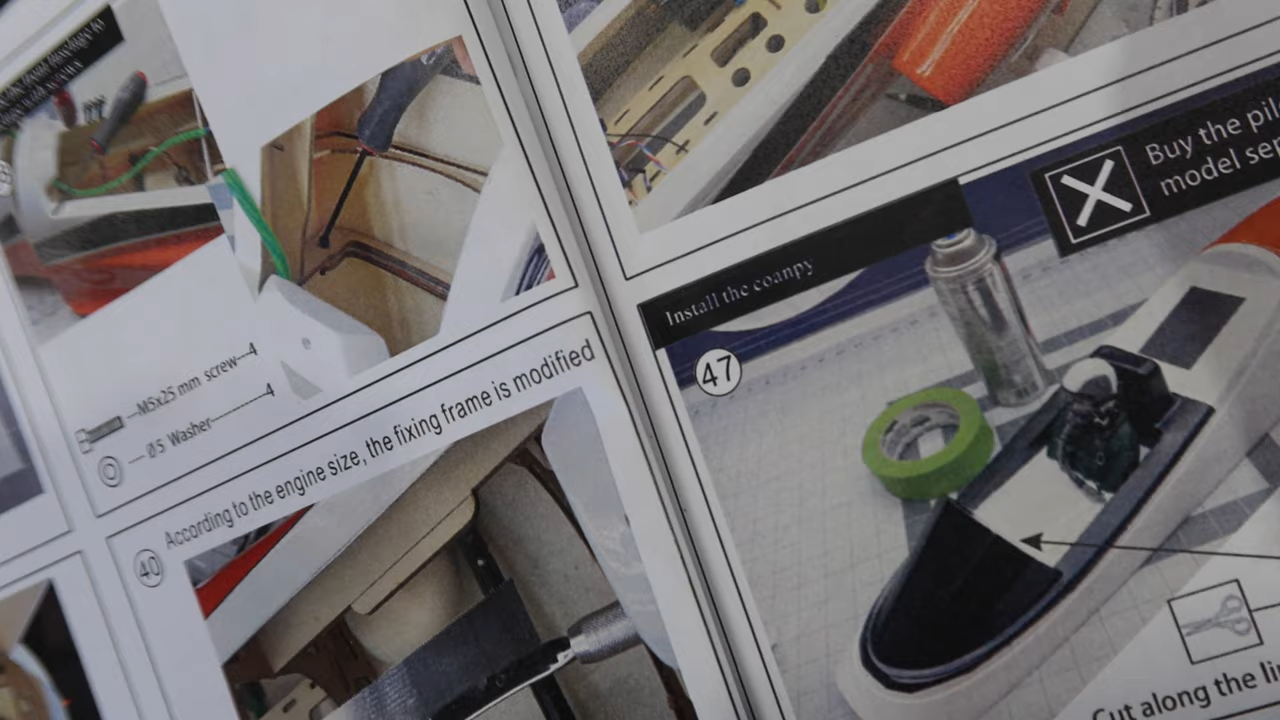 M5x25 mm screw 4
Ø5 Washer 4
40
According to the engine size, the fixing frame is modified
Buy the pil
model sep
Install the coanpy
47
Cut along the li